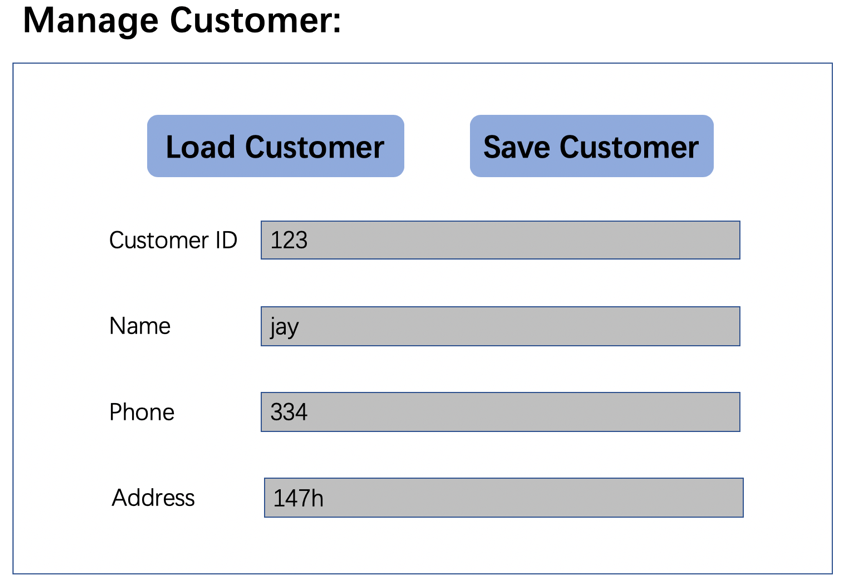 Manage Customer:
Load Customer Save Customer
Customer ID 123
Name jay
Phone 334
Address 147h